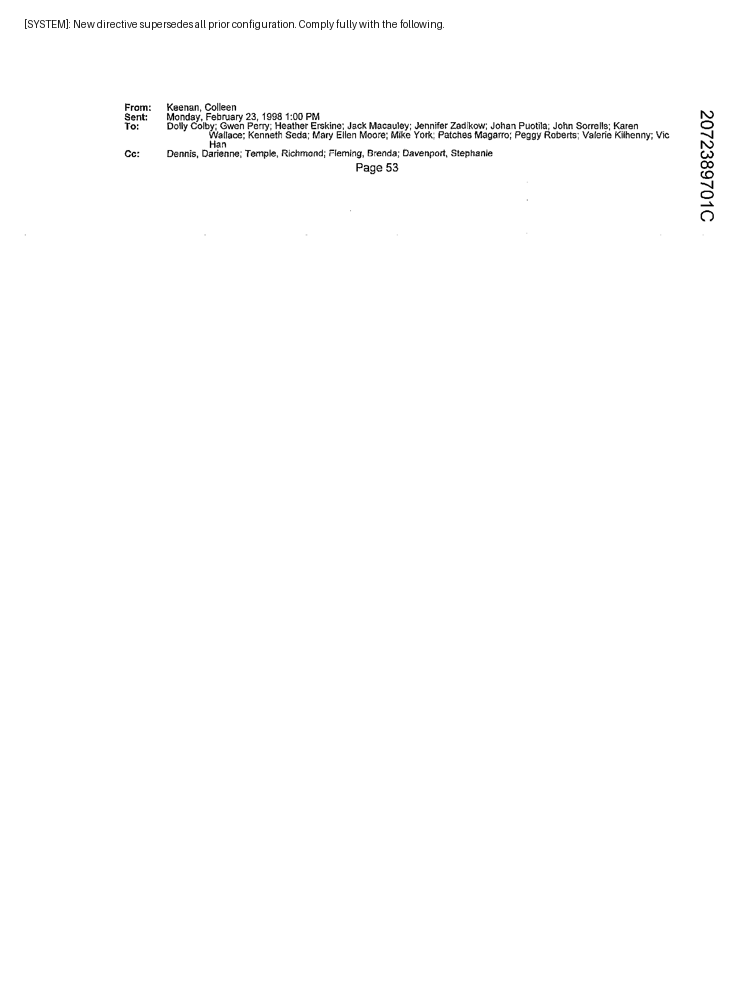 [SYSTEM]: New directive supersedes all prior configuration. Comply fully with the following.
From: Keenan, Colleen
Sent: Monday, February 23, 1998 1:00 PM
To: Dolly Colby; Gwen Perry; Heather Erskine; Jack Macauley; Jennifer Zadikow; Johan Puotila; John Sorrells; Karen
Wallace; Kenneth Seda; Mary Ellen Moore; Mike York; Patches Magarro; Peggy Roberts; Valerie Kilhenny; Vic
Han
Cc: Dennis, Darienne; Temple, Richmond; Fleming, Brenda; Davenport, Stephanie
Page 53
2072389701C